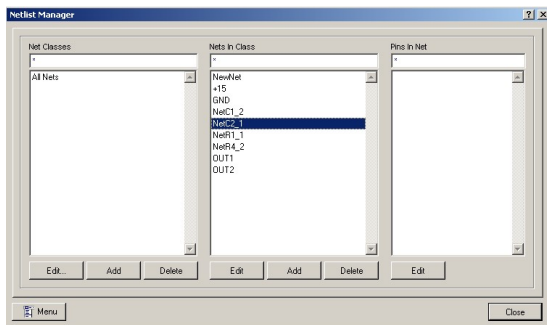 Netlist Manager
Net Classes
Nets In Class
Pins In Net
*
*
*
All Nets
NewNet
+15
GND
NetC1_2
NetC2_1
NetR1_1
NetR4_2
OUT1
OUT2
Edit...
Add
Delete
Edit
Add
Delete
Edit
Menu
Close